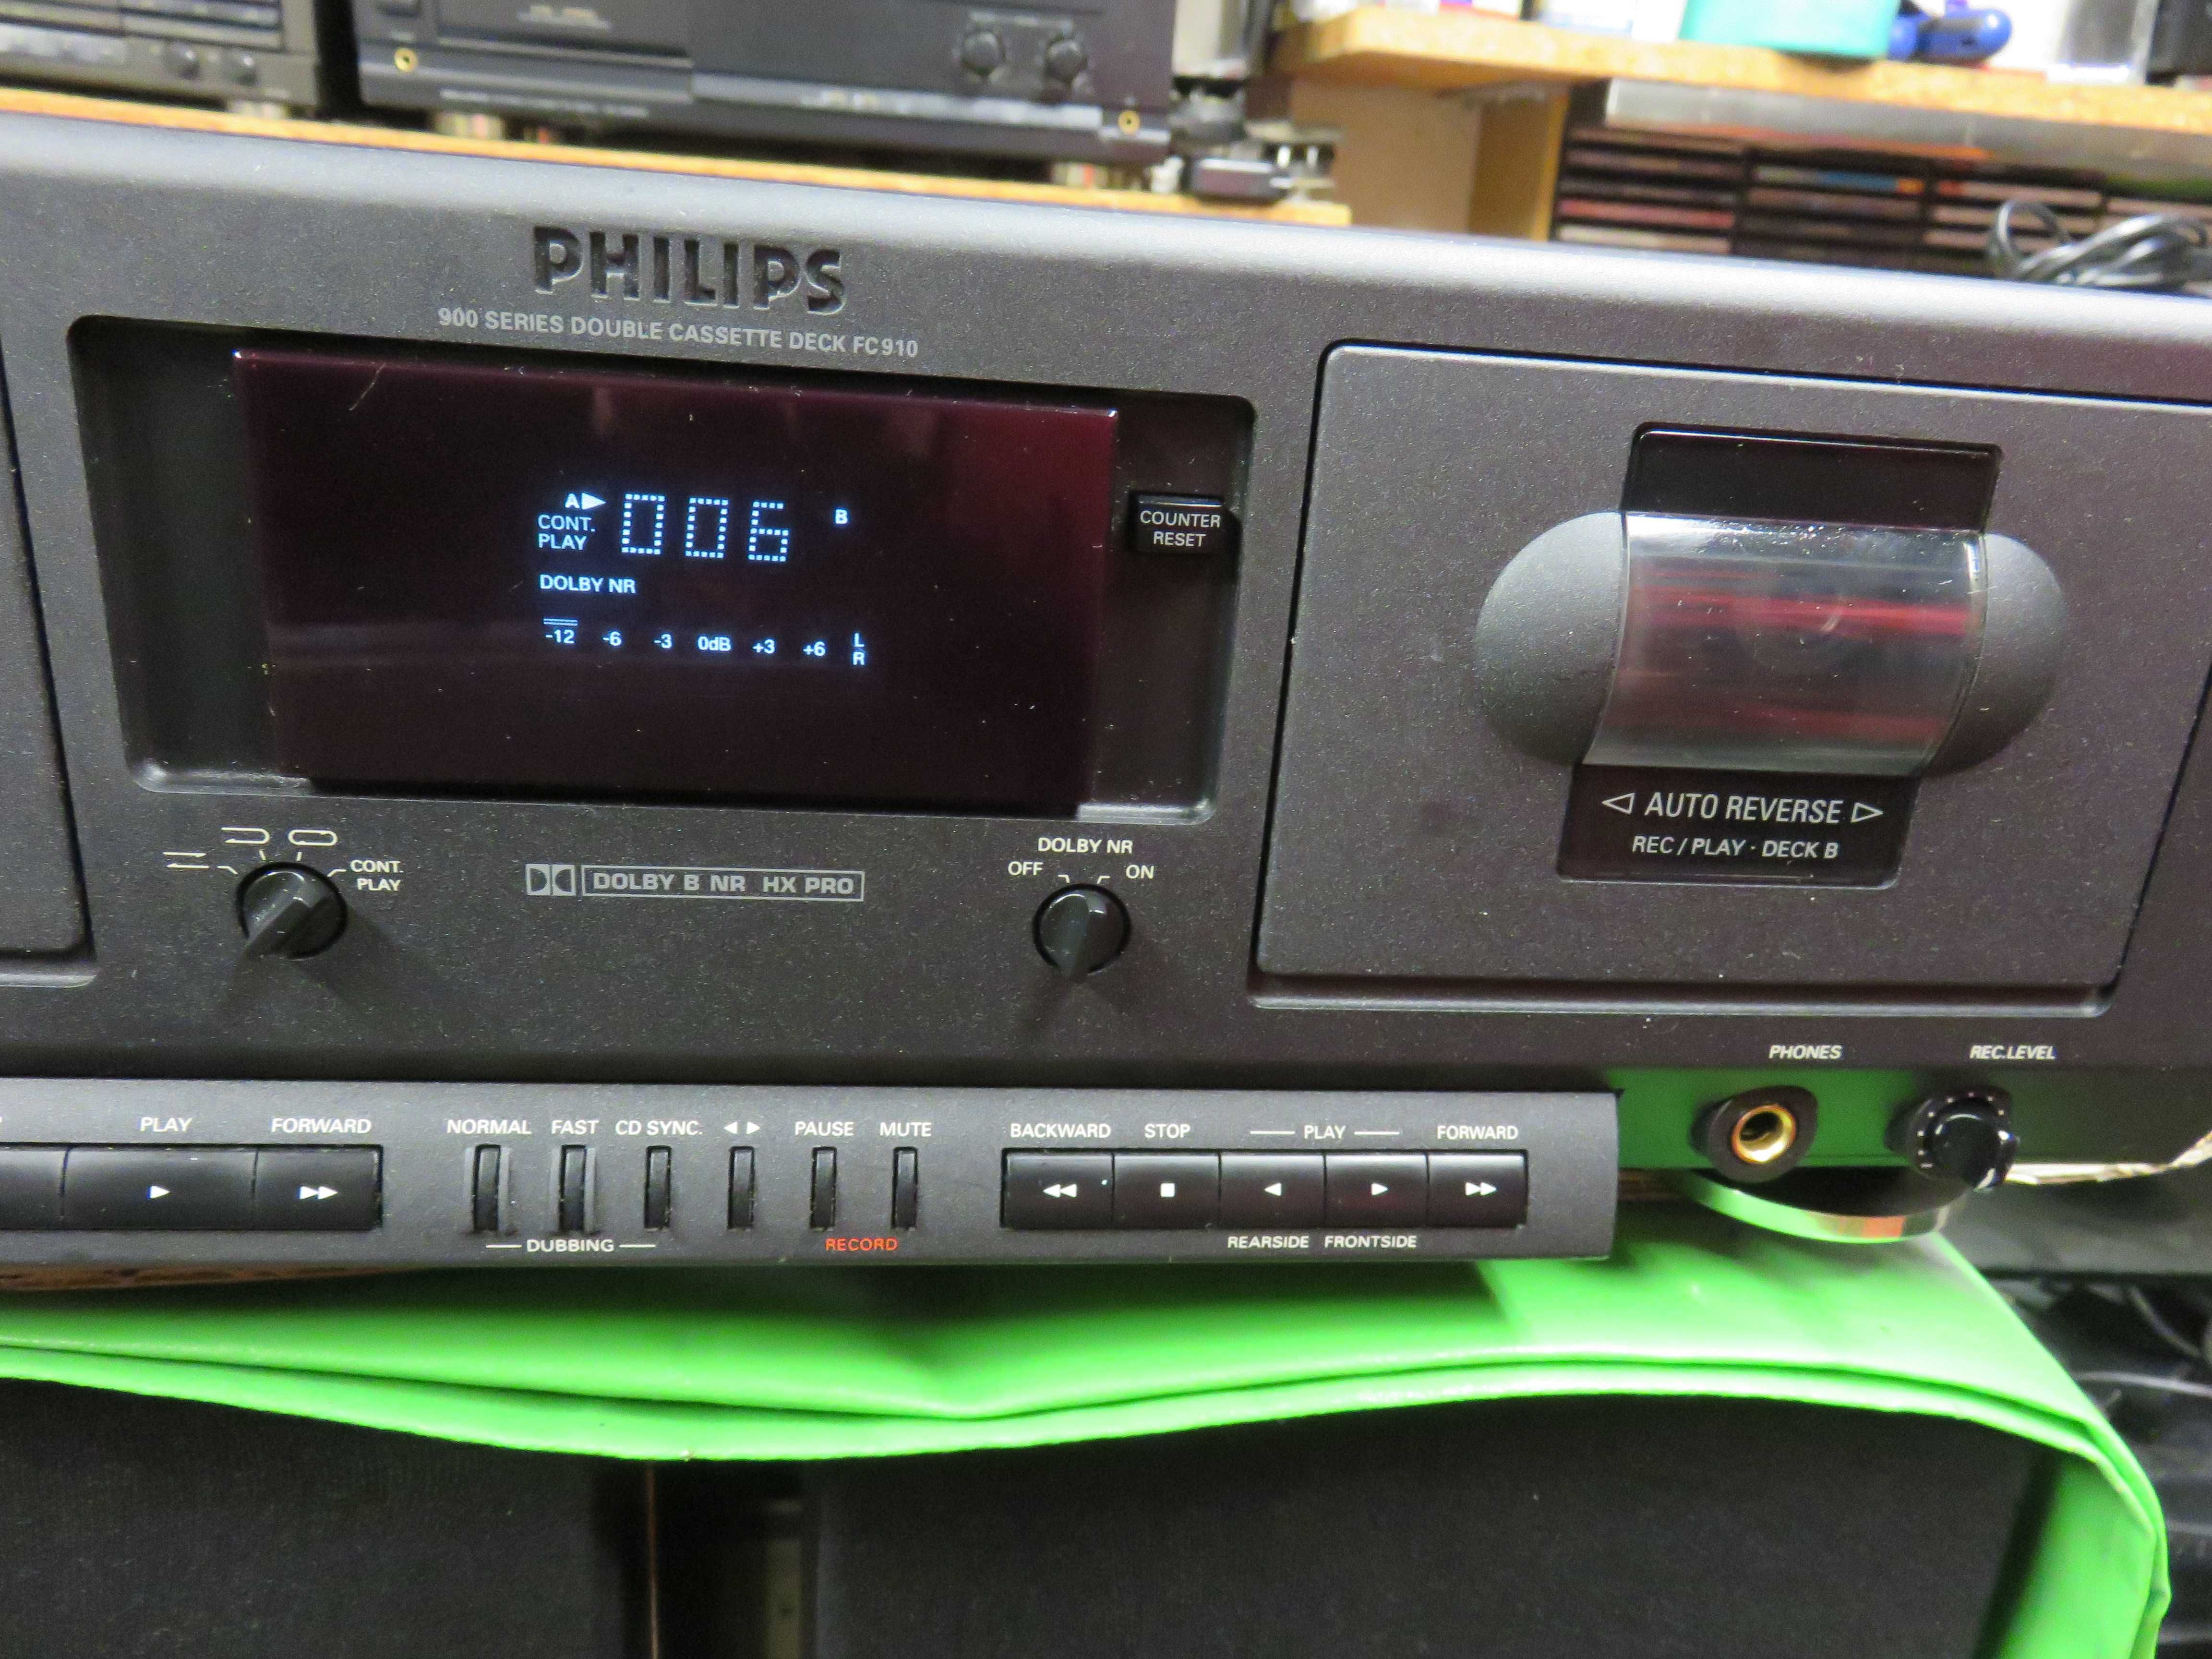 PHILIPS
900 SERIES DOUBLE CASSETTE DECK FC910
A 006 B
CONT.
PLAY
DOLBY NR
-12 -6 -3 0dB +3 +6 L
R
COUNTER
RESET
AUTO REVERSE
REC / PLAY · DECK B
CONT.
PLAY
DOLBY B NR HX PRO
DOLBY NR
OFF ON
PHONES REC.LEVEL
PLAY FORWARD NORMAL FAST CD SYNC. PAUSE MUTE BACKWARD STOP PLAY FORWARD
DUBBING RECORD REARSIDE FRONTSIDE